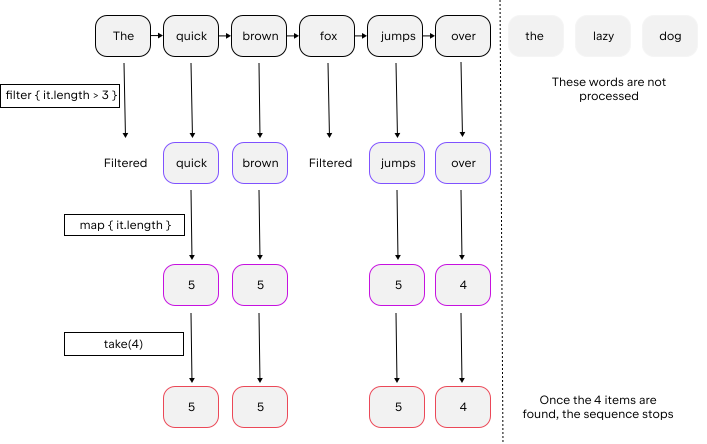 The quick brown fox jumps over the lazy dog
These words are not
processed
filter { it.length > 3 }
Filtered quick brown Filtered jumps over
map { it.length }
5 5 5 4
take(4)
5 5 5 4
Once the 4 items are
found, the sequence stops